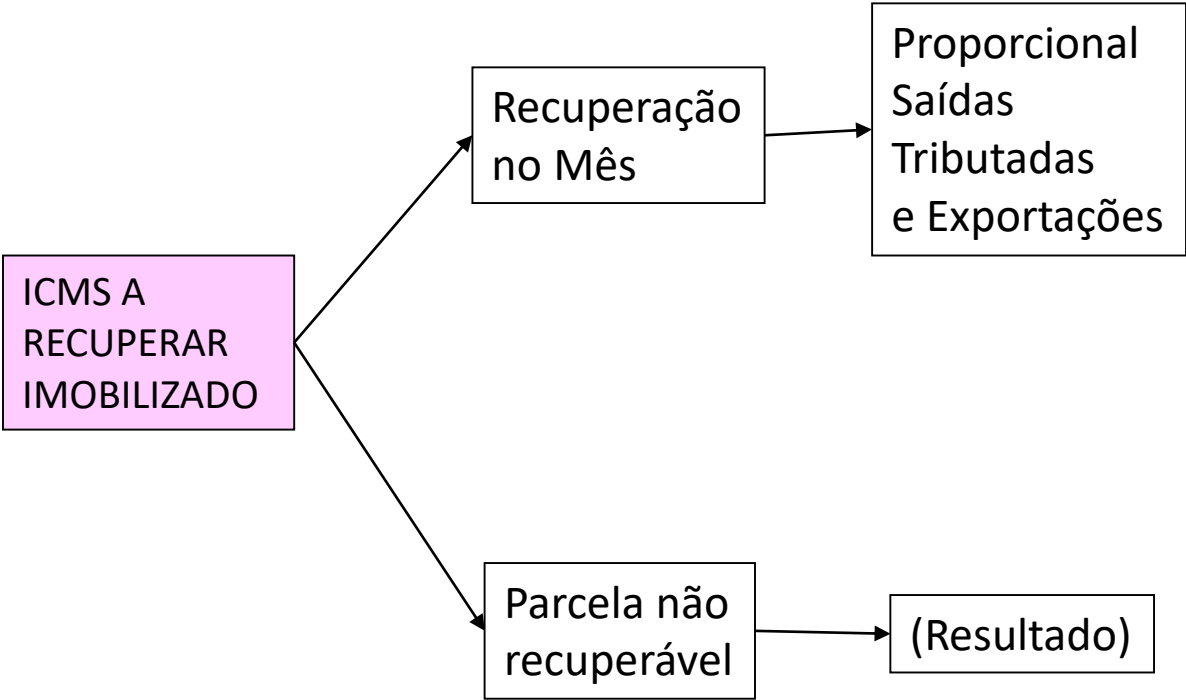 ICMS A
RECUPERAR
IMOBILIZADO
Recuperação
no Mês
Proporcional
Saídas
Tributadas
e Exportações
Parcela não
recuperável
(Resultado)